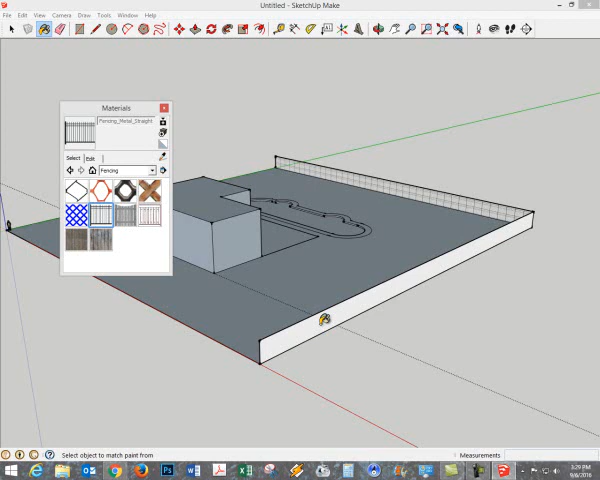 Untitled - SketchUp Make
File Edit View Camera Draw Tools Window Help
Materials
Fencing_Metal_Straight
Select Edit
Fencing
Select object to match paint from
Measurements
3:29 PM
9/6/2016